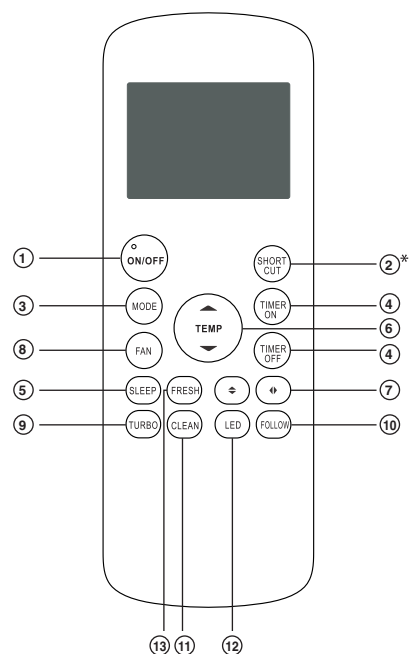 ① ON/OFF SHORT CUT ②*
③ MODE TIMER ON ④
TEMP ⑥
⑧ FAN TIMER OFF ④
⑤ SLEEP FRESH ⑦
⑨ TURBO CLEAN LED FOLLOW ⑩
⑬ ⑪ ⑫